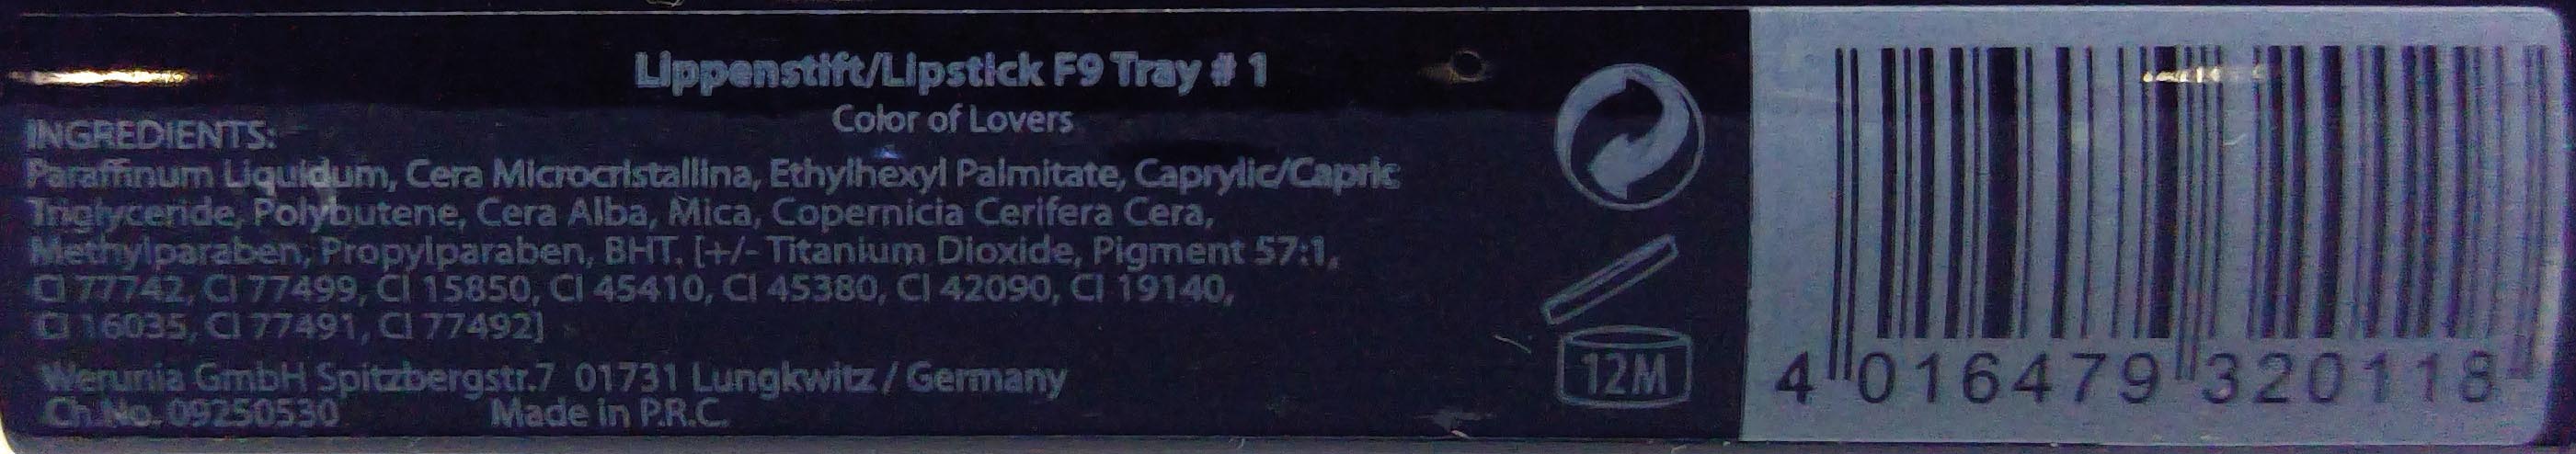 Lippenstift/Lipstick F9 Tray # 1
Color of Lovers
INGREDIENTS:
Paraffinum Liquidum, Cera Microcristallina, Ethylhexyl Palmitate, Caprylic/Capric
Triglyceride, Polybutene, Cera Alba, Mica, Copernicia Cerifera Cera,
Methylparaben, Propylparaben, BHT. [+/- Titanium Dioxide, Pigment 57:1,
CI 77742, CI 77499, CI 15850, CI 45410, CI 45380, CI 42090, CI 19140,
CI 16035, CI 77491, CI 77492]
Werunia GmbH Spitzbergstr.7 01731 Lungkwitz / Germany
Ch.No. 09250530 Made in P.R.C.
12M
4 016479 320118